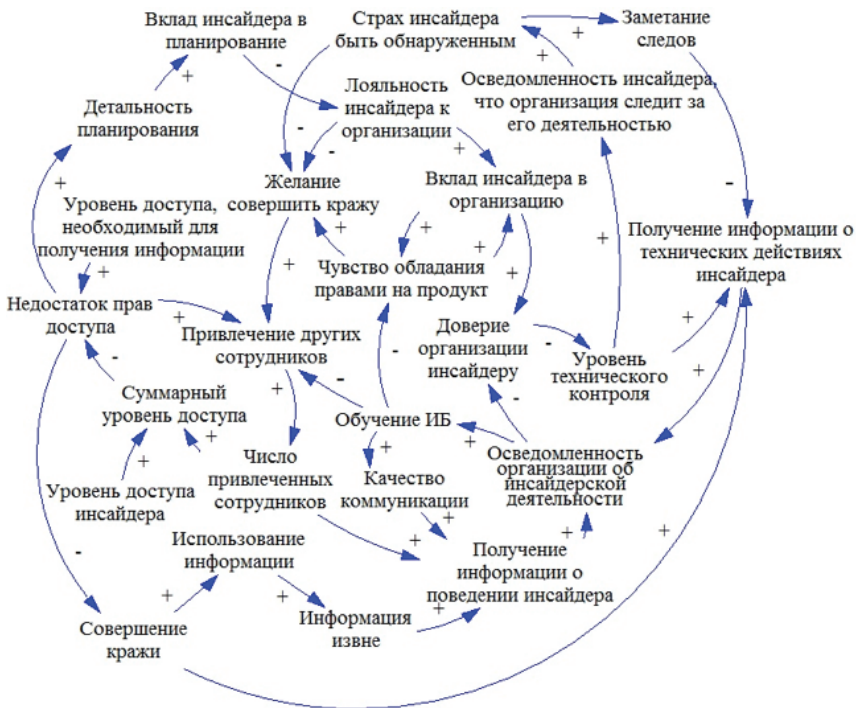 Вклад инсайдера в
планирование
Страх инсайдера
быть обнаруженным
+
Заметание
следов
+
-
+
Детальность
планирования
Лояльность
инсайдера к
организации
Осведомленность инсайдера,
что организация следит за
его деятельностью
-
-
+
-
+
Уровень доступа,
необходимый для
получения информации
Желание
совершить кражу
Вклад инсайдера в
организацию
Получение информации о
технических действиях
инсайдера
+
+
+
+
+
+
+
Чувство обладания
правами на продукт
Недостаток прав
доступа
+
Привлечение других
сотрудников
Доверие
организации
инсайдеру
-
+
Уровень
технического
контроля
+
-
-
-
-
+
Суммарный
уровень доступа
Обучение ИБ
+
+
+
+
Число
привлеченных
сотрудников
Качество
коммуникации
Осведомленность
организации об
инсайдерской
деятельности
Уровень доступа
инсайдера
+
+
+
+
-
Использование
информации
Получение
информации о
поведении инсайдера
+
+
+
Информация
извне
Совершение
кражи